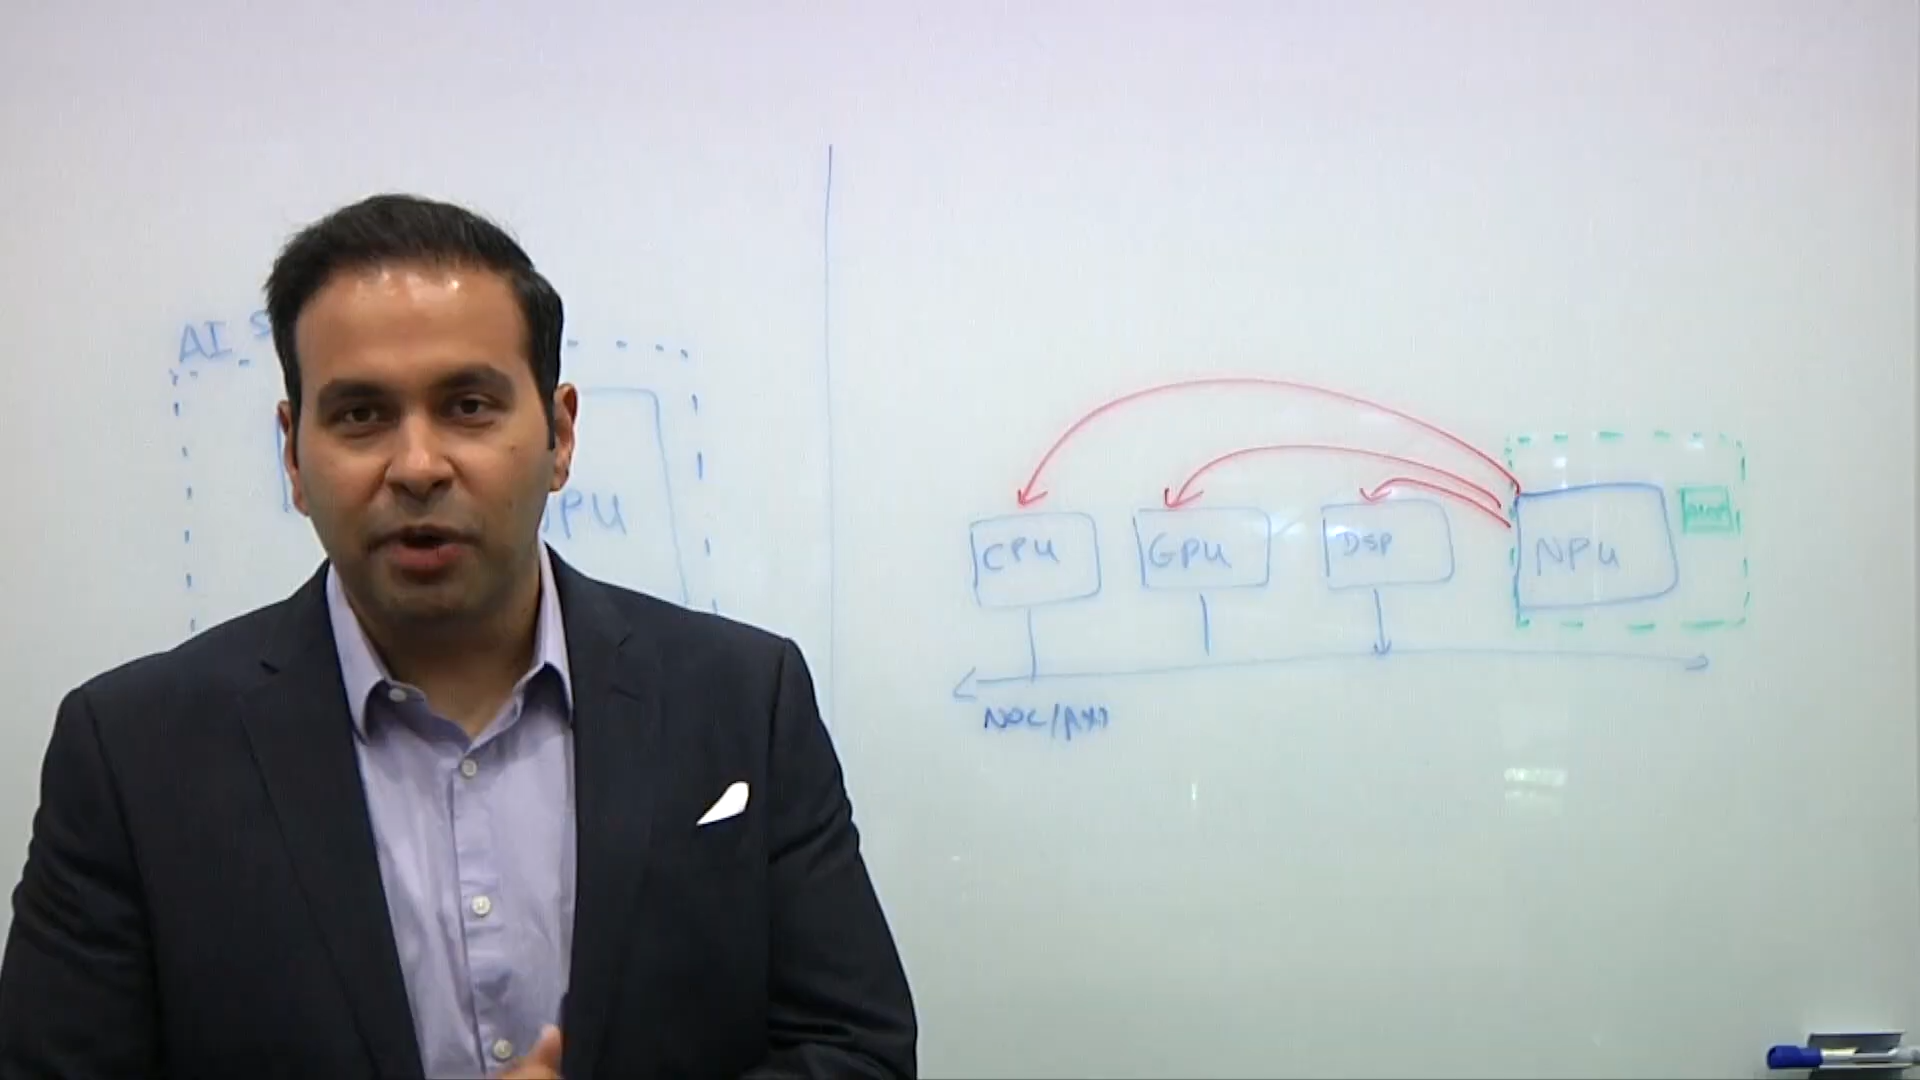 AI S
PU
CPU
GPU
DSP
NPU
NOC/AXI